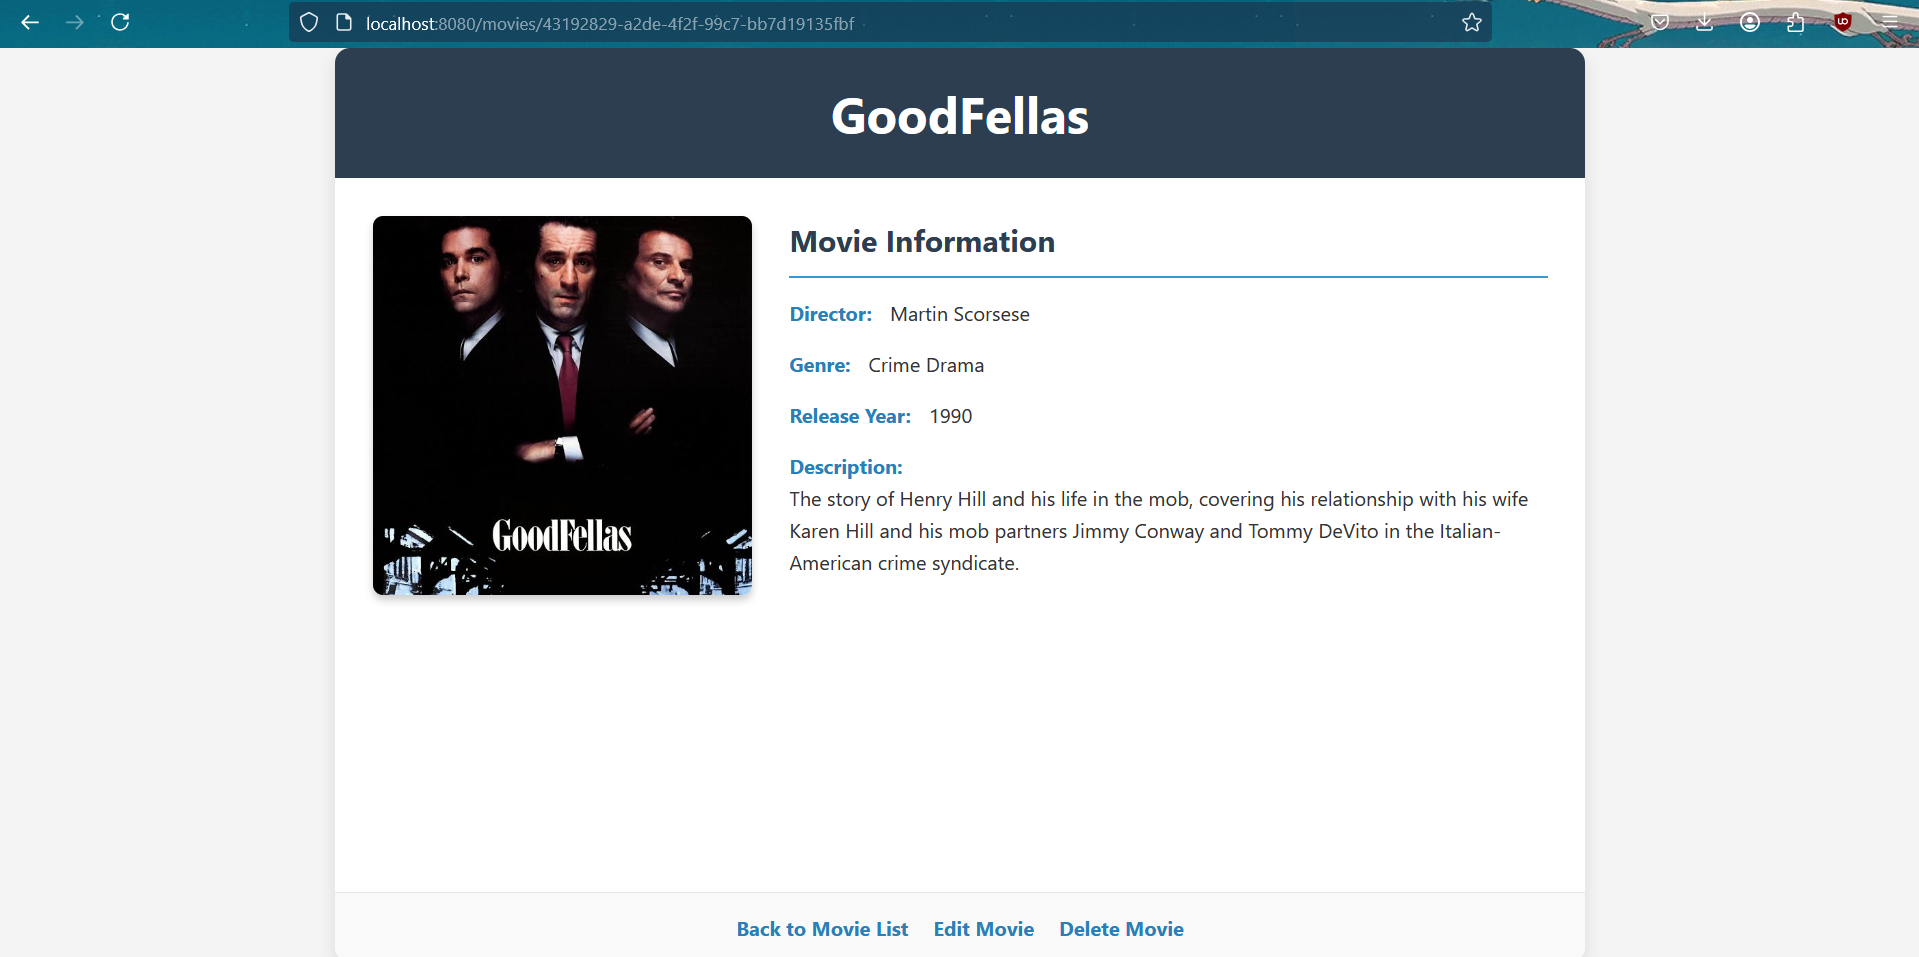 localhost:8080/movies/43192829-a2de-4f2f-99c7-bb7d19135fbf
GoodFellas
GoodFellas
Movie Information
Director: Martin Scorsese
Genre: Crime Drama
Release Year: 1990
Description:
The story of Henry Hill and his life in the mob, covering his relationship with his wife
Karen Hill and his mob partners Jimmy Conway and Tommy DeVito in the Italian-
American crime syndicate.
Back to Movie List Edit Movie Delete Movie